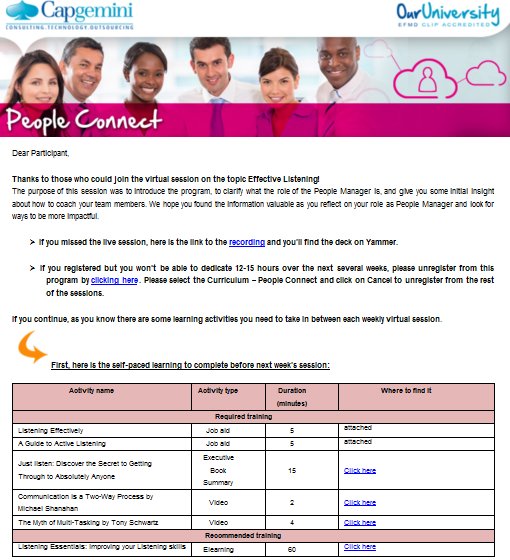 Capgemini
CONSULTING.TECHNOLOGY.OUTSOURCING
OurUniversity
EFMD CLIP ACCREDITED
People Connect
Dear Participant,
Thanks to those who could join the virtual session on the topic Effective Listening!
The purpose of this session was to introduce the program, to clarify what the role of the People Manager is, and give you some initial insight
about how to coach your team members. We hope you found the information valuable as you reflect on your role as People Manager and look for
ways to be more impactful.
➢ If you missed the live session, here is the link to the recording and you'll find the deck on Yammer.
➢ If you registered but you won't be able to dedicate 12-15 hours over the next several weeks, please unregister from this
program by clicking here. Please select the Curriculum – People Connect and click on Cancel to unregister from the rest
of the sessions.
If you continue, as you know there are some learning activities you need to take in between each weekly virtual session.
First, here is the self-paced learning to complete before next week's session:
Activity name Activity type Duration (minutes) Where to find it
Required training
Listening Effectively Job aid 5 attached
A Guide to Active Listening Job aid 5 attached
Just listen: Discover the Secret to Getting Through to Absolutely Anyone Executive Book Summary 15 Click here
Communication is a Two-Way Process by Michael Shanahan Video 2 Click here
The Myth of Multi-Tasking by Tony Schwartz Video 4 Click here
Recommended training
Listening Essentials: Improving your Listening skills Elearning 60 Click here